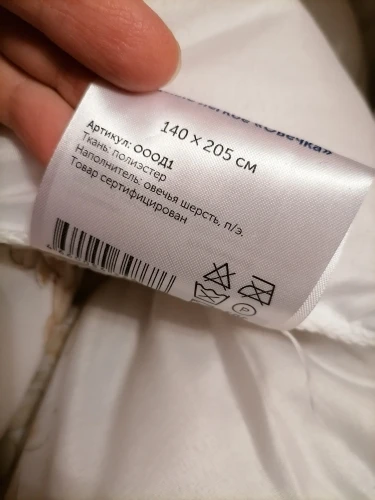 «Овечка»
140 × 205 см
Артикул: ОООД1
Ткань: полиэстер
Наполнитель: овечья шерсть, п/э.
Товар сертифицирован
P